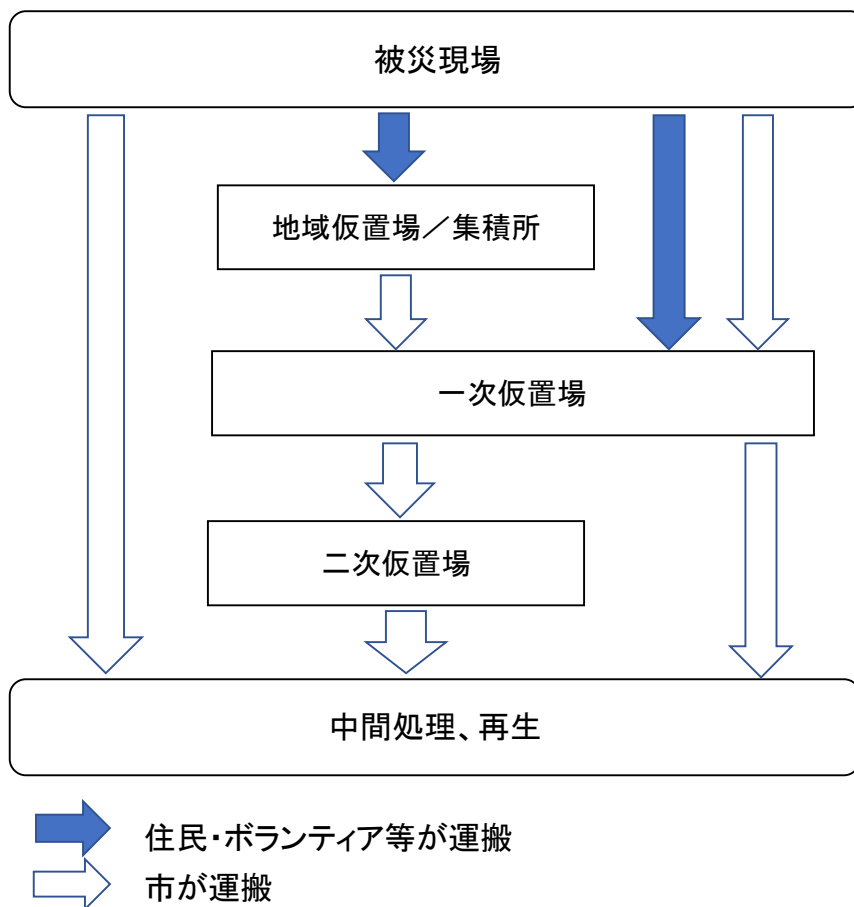 被災現場
地域仮置場／集積所
一次仮置場
二次仮置場
中間処理、再生
住民・ボランティア等が運搬
市が運搬